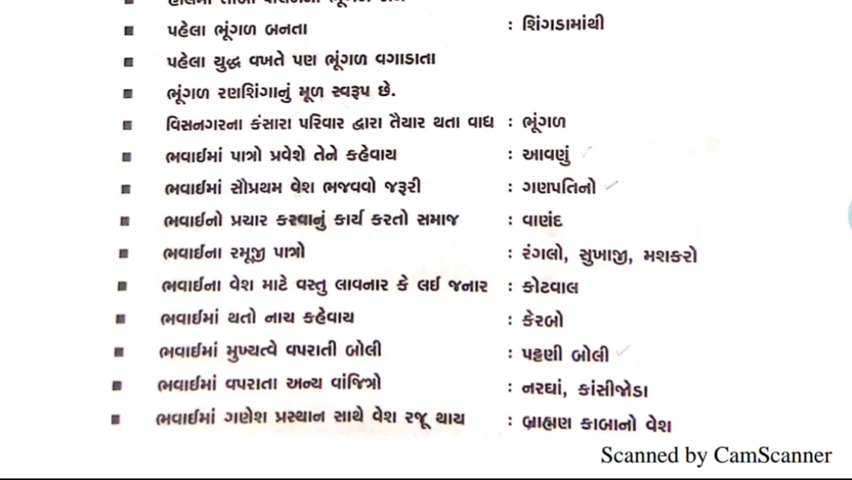 પહેલા ભૂંગળ બનતા : શિંગડામાંથી
પહેલા યુદ્ધ વખતે પણ ભૂંગળ વગાડાતા
ભૂંગળ રણશિંગાનું મૂળ સ્વરૂપ છે.
વિસનગરના કંસારા પરિવાર દ્વારા તૈયાર થતા વાદ્ય : ભૂંગળ
ભવાઈમાં પાત્રો પ્રવેશે તેને કહેવાય : આવણું
ભવાઈમાં સૌપ્રથમ વેશ ભજવવો જરૂરી : ગણપતિનો
ભવાઈનો પ્રચાર કરવાનું કાર્ય કરતો સમાજ : વાણંદ
ભવાઈના રમૂજી પાત્રો : રંગલો, સુખાજી, મશકરો
ભવાઈના વેશ માટે વસ્તુ લાવનાર કે લઈ જનાર : કોટવાલ
ભવાઈમાં થતો નાચ કહેવાય : કેરબો
ભવાઈમાં મુખ્યત્વે વપરાતી બોલી : પટ્ટણી બોલી
ભવાઈમાં વપરાતા અન્ય વાંજિત્રો : નરઘાં, કાંસીજોડા
ભવાઈમાં ગણેશ પ્રસ્થાન સાથે વેશ રજૂ થાય : બ્રાહ્મણ કાબાનો વેશ
Scanned by CamScanner